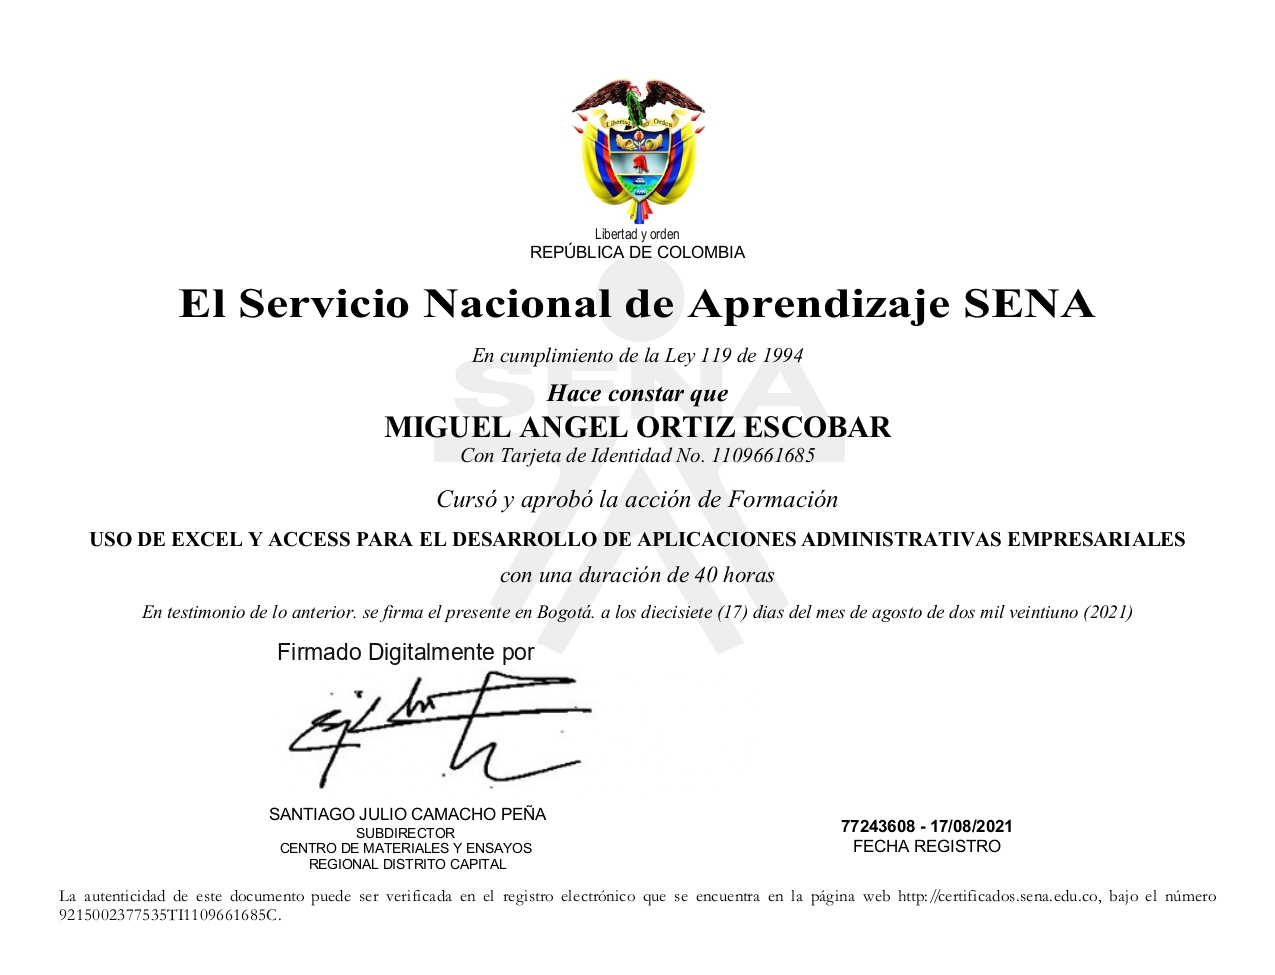 Libertad y Orden
Libertad y orden
REPÚBLICA DE COLOMBIA
El Servicio Nacional de Aprendizaje SENA
En cumplimiento de la Ley 119 de 1994
SENA
Hace constar que
MIGUEL ANGEL ORTIZ ESCOBAR
Con Tarjeta de Identidad No. 1109661685
Cursó y aprobó la acción de Formación
USO DE EXCEL Y ACCESS PARA EL DESARROLLO DE APLICACIONES ADMINISTRATIVAS EMPRESARIALES
con una duración de 40 horas
En testimonio de lo anterior. se firma el presente en Bogotá. a los diecisiete (17) dias del mes de agosto de dos mil veintiuno (2021)
Firmado Digitalmente por
SANTIAGO JULIO CAMACHO PEÑA
SUBDIRECTOR
CENTRO DE MATERIALES Y ENSAYOS
REGIONAL DISTRITO CAPITAL
77243608 - 17/08/2021
FECHA REGISTRO
La autenticidad de este documento puede ser verificada en el registro electrónico que se encuentra en la página web http://certificados.sena.edu.co, bajo el número
9215002377535TI1109661685C.